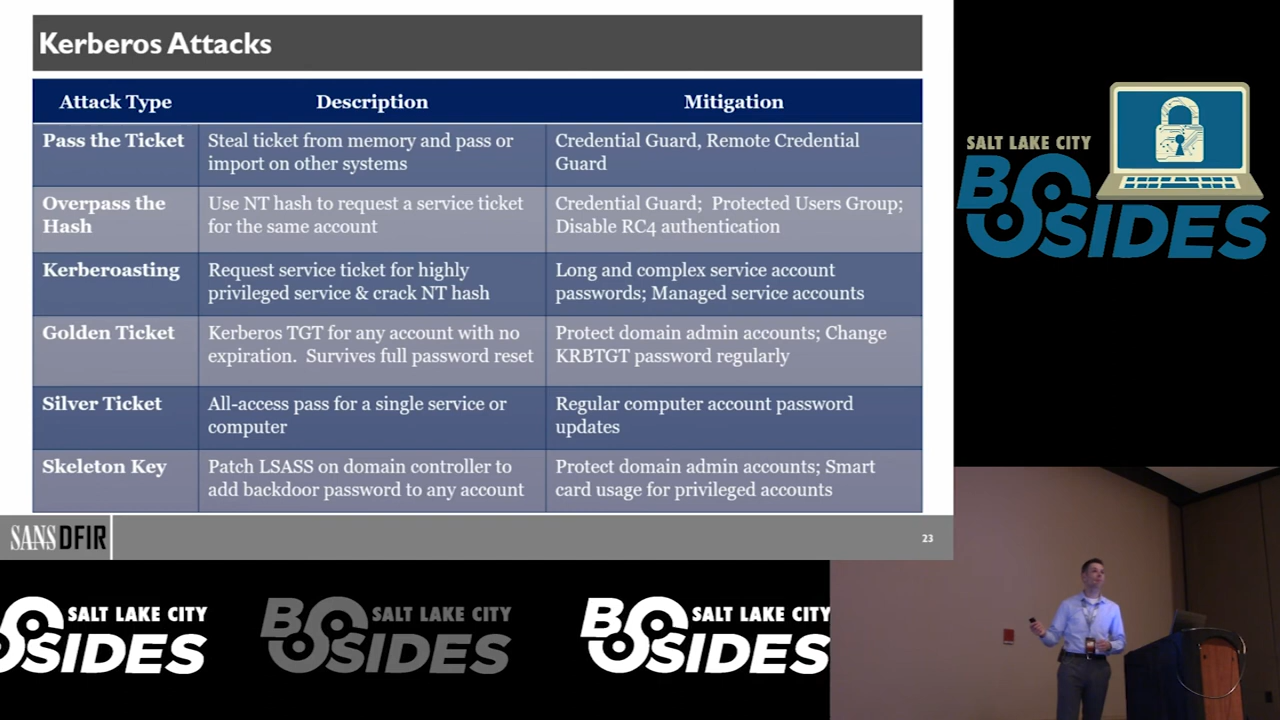 Kerberos Attacks
Attack Type
Description
Mitigation
Pass the Ticket
Steal ticket from memory and pass or
import on other systems
Credential Guard, Remote Credential
Guard
Overpass the
Hash
Use NT hash to request a service ticket
for the same account
Credential Guard;  Protected Users Group;
Disable RC4 authentication
Kerberoasting
Request service ticket for highly
privileged service & crack NT hash
Long and complex service account
passwords; Managed service accounts
Golden Ticket
Kerberos TGT for any account with no
expiration.  Survives full password reset
Protect domain admin accounts; Change
KRBTGT password regularly
Silver Ticket
All-access pass for a single service or
computer
Regular computer account password
updates
Skeleton Key
Patch LSASS on domain controller to
add backdoor password to any account
Protect domain admin accounts; Smart
card usage for privileged accounts
SANS DFIR
23
SALT LAKE CITY
BSIDES
SALT LAKE CITY
BSIDES
SALT LAKE CITY
BSIDES
SALT LAKE CITY
BSIDES